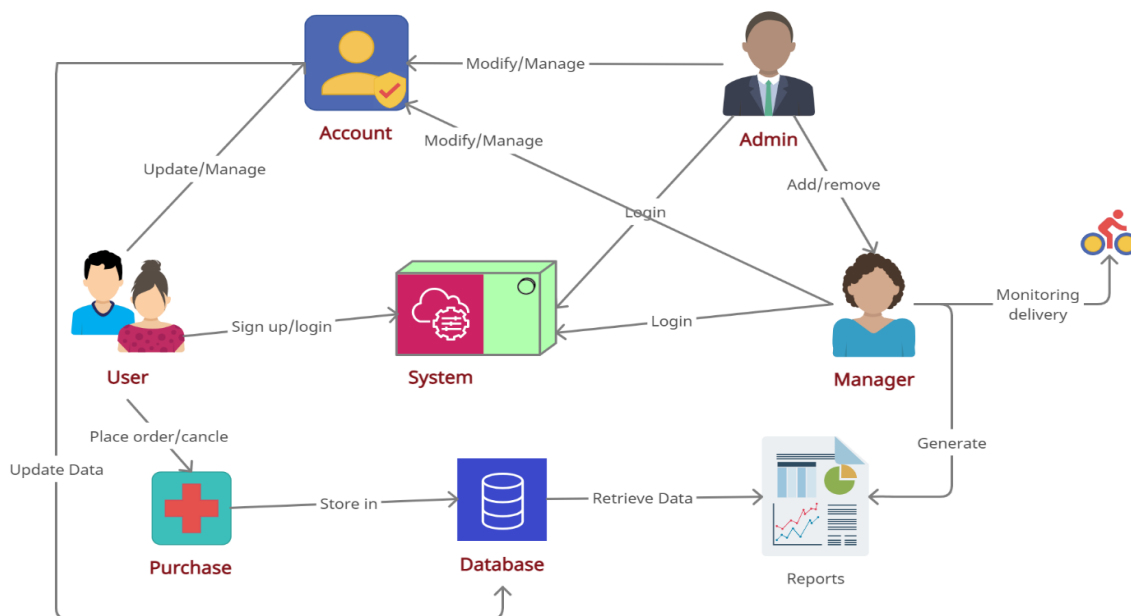 Modify/Manage
Account
Admin
Modify/Manage
Update/Manage
Add/remove
Login
Monitoring
delivery
Sign up/login
Login
User
System
Manager
Place order/cancle
Generate
Update Data
Store in
Retrieve Data
Purchase
Database
Reports